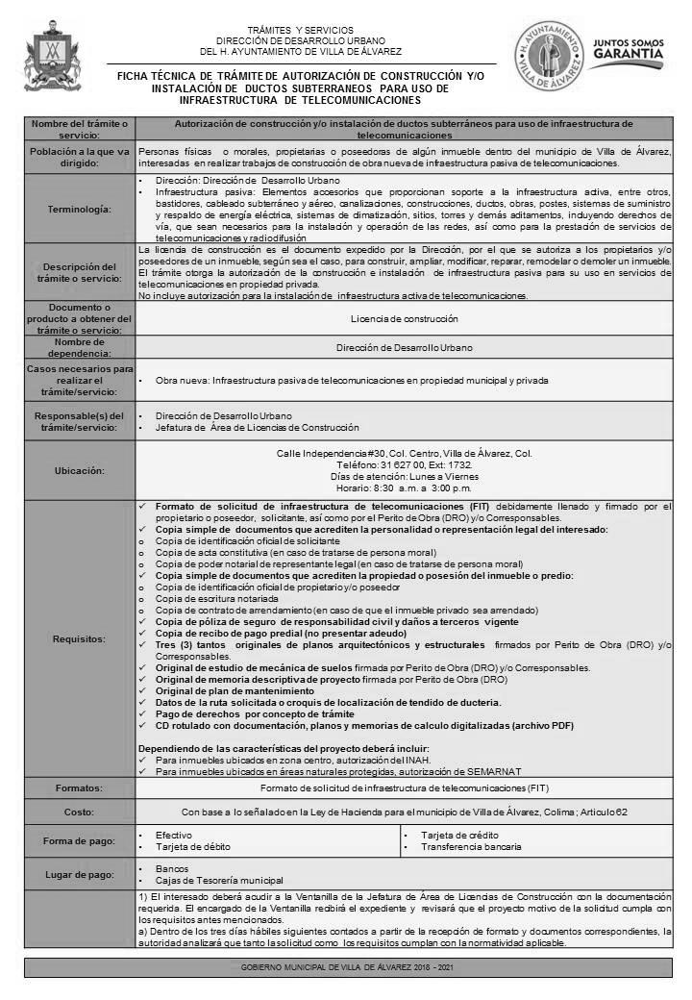 TRÁMITES Y SERVICIOS
DIRECCIÓN DE DESARROLLO URBANO
DEL H. AYUNTAMIENTO DE VILLA DE ÁLVAREZ
H. AYUNTAMIENTO
VILLA DE ÁLVAREZ
JUNTOS SOMOS
GARANTÍA
FICHA TÉCNICA DE TRÁMITE DE AUTORIZACIÓN DE CONSTRUCCIÓN Y/O
INSTALACIÓN DE DUCTOS SUBTERRANEOS PARA USO DE
INFRAESTRUCTURA DE TELECOMUNICACIONES
Nombre del trámite o
servicio:
Autorización de construcción y/o instalación de ductos subterráneos para uso de infraestructura de
telecomunicaciones
Población a la que va
dirigido:
Personas físicas o morales, propietarias o poseedoras de algún inmueble dentro del municipio de Villa de Álvarez,
interesadas en realizar trabajos de construcción de obra nueva de infraestructura pasiva de telecomunicaciones.
Terminología:
• Dirección: Dirección de Desarrollo Urbano
• Infraestructura pasiva: Elementos accesorios que proporcionan soporte a la infraestructura activa, entre otros,
bastidores, cableado subterráneo y aéreo, canalizaciones, construcciones, ductos, obras, postes, sistemas de suministro
y respaldo de energía eléctrica, sistemas de climatización, sitios, torres y demás aditamentos, incluyendo derechos de
vía, que sean necesarios para la instalación y operación de las redes, así como para la prestación de servicios de
telecomunicaciones y radiodifusión
Descripción del
trámite o servicio:
La licencia de construcción es el documento expedido por la Dirección, por el que se autoriza a los propietarios y/o
poseedores de un inmueble, según sea el caso, para construir, ampliar, modificar, reparar, remodelar o demoler un inmueble.
El trámite otorga la autorización de la construcción e instalación de infraestructura pasiva para su uso en servicios de
telecomunicaciones en propiedad privada.
No incluye autorización para la instalación de infraestructura activa de telecomunicaciones.
Documento o
producto a obtener del
trámite o servicio:
Licencia de construcción
Nombre de
dependencia:
Dirección de Desarrollo Urbano
Casos necesarios para
realizar el
trámite/servicio:
• Obra nueva: Infraestructura pasiva de telecomunicaciones en propiedad municipal y privada
Responsable(s) del
trámite/servicio:
• Dirección de Desarrollo Urbano
• Jefatura de Área de Licencias de Construcción
Ubicación:
Calle Independencia #30, Col. Centro, Villa de Álvarez, Col.
Teléfono: 31 627 00, Ext: 1732.
Días de atención: Lunes a Viernes
Horario: 8:30 a.m. a 3:00 p.m.
Requisitos:
✓ Formato de solicitud de infraestructura de telecomunicaciones (FIT) debidamente llenado y firmado por el
propietario o poseedor, solicitante, así como por el Perito de Obra (DRO) y/o Corresponsables.
✓ Copia simple de documentos que acrediten la personalidad o representación legal del interesado:
o Copia de identificación oficial de solicitante
o Copia de acta constitutiva (en caso de tratarse de persona moral)
o Copia de poder notarial de representante legal (en caso de tratarse de persona moral)
✓ Copia simple de documentos que acrediten la propiedad o posesión del inmueble o predio:
o Copia de identificación oficial de propietario y/o poseedor
o Copia de escritura notariada
o Copia de contrato de arrendamiento (en caso de que el inmueble privado sea arrendado)
✓ Copia de póliza de seguro de responsabilidad civil y daños a terceros vigente
✓ Copia de recibo de pago predial (no presentar adeudo)
✓ Tres (3) tantos originales de planos arquitectónicos y estructurales firmados por Perito de Obra (DRO) y/o
Corresponsables.
✓ Original de estudio de mecánica de suelos firmada por Perito de Obra (DRO) y/o Corresponsables.
✓ Original de memoria descriptiva de proyecto firmada por Perito de Obra (DRO)
✓ Original de plan de mantenimiento
✓ Datos de la ruta solicitada o croquis de localización de tendido de ducteria.
✓ Pago de derechos por concepto de trámite
✓ CD rotulado con documentación, planos y memorias de calculo digitalizadas (archivo PDF)
Dependiendo de las características del proyecto deberá incluir:
✓ Para inmuebles ubicados en zona centro, autorización del INAH.
✓ Para inmuebles ubicados en áreas naturales protegidas, autorización de SEMARNAT
Formatos:
Formato de solicitud de infraestructura de telecomunicaciones (FIT)
Costo:
Con base a lo señalado en la Ley de Hacienda para el municipio de Villa de Álvarez, Colima; Articulo 62
Forma de pago:
• Efectivo
• Tarjeta de débito
• Tarjeta de crédito
• Transferencia bancaria
Lugar de pago:
• Bancos
• Cajas de Tesorería municipal
1) El interesado deberá acudir a la Ventanilla de la Jefatura de Área de Licencias de Construcción con la documentación
requerida. El encargado de la Ventanilla recibirá el expediente y revisará que el proyecto motivo de la solicitud cumpla con
los requisitos antes mencionados.
a) Dentro de los tres días hábiles siguientes contados a partir de la recepción de formato y documentos correspondientes, la
autoridad analizará que tanto la solicitud como los requisitos cumplan con la normatividad aplicable.
GOBIERNO MUNICIPAL DE VILLA DE ÁLVAREZ 2018 - 2021